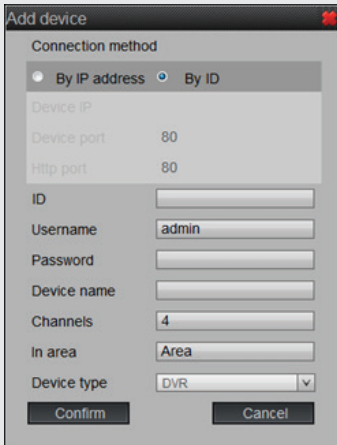 Add device
Connection method
By IP address By ID
Device IP
Device port 80
Http port 80
ID
Username admin
Password
Device name
Channels 4
In area Area
Device type DVR
Confirm Cancel